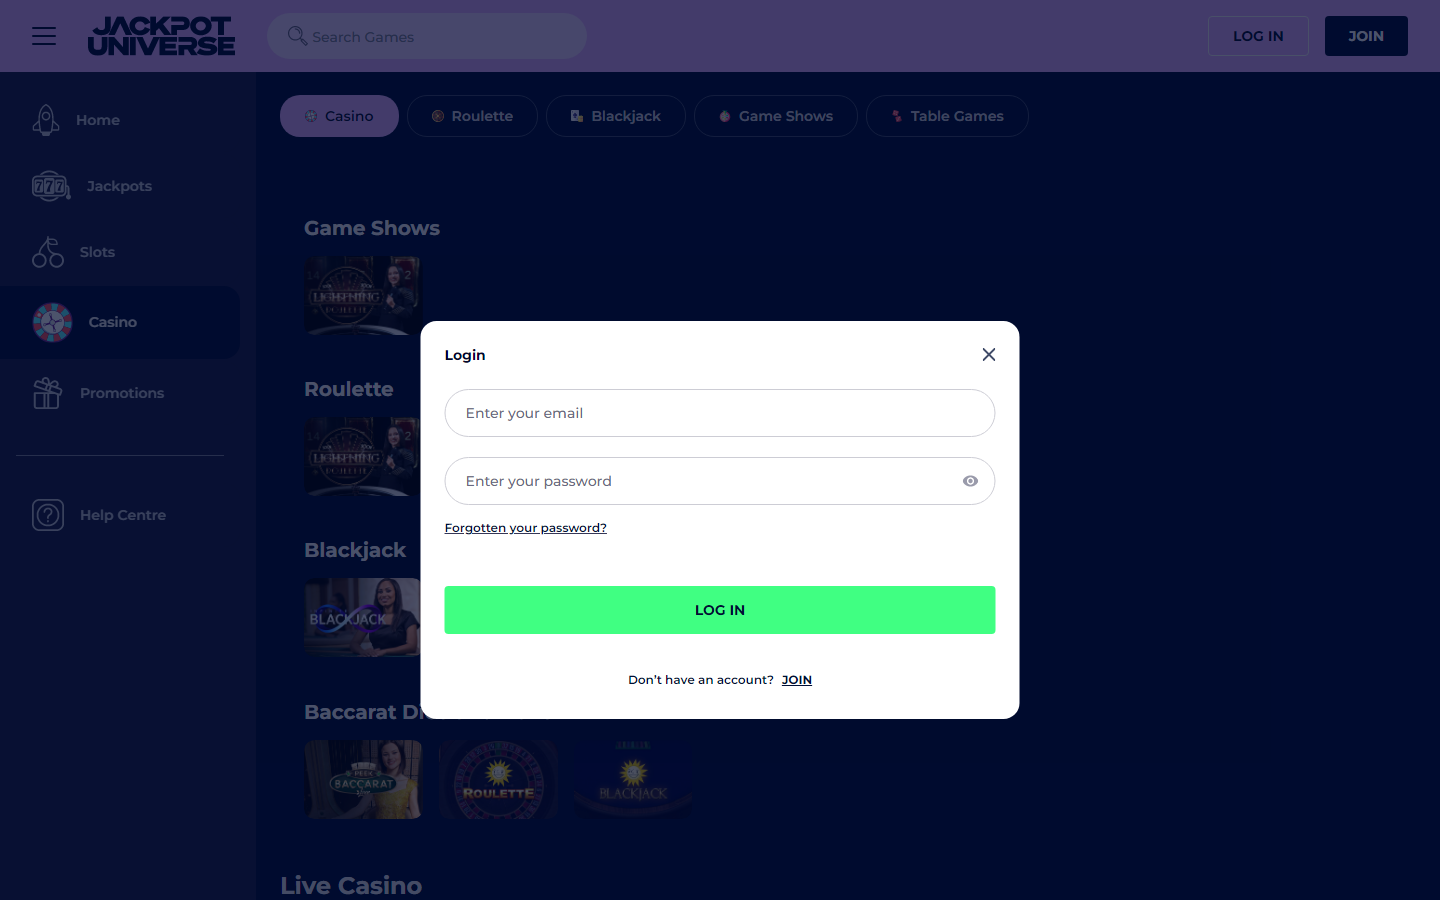 JACKPOT
UNIVERSE
Search Games
LOG IN
JOIN
Home
Jackpots
Slots
Casino
Promotions
Help Centre
Casino
Roulette
Blackjack
Game Shows
Table Games
Game Shows
LIGHTNING
ROULETTE
Roulette
LIGHTNING
ROULETTE
Blackjack
BLACKJACK
Baccarat
PEEK
BACCARAT
ROULETTE
BLACKJACK
Live Casino
Login
Enter your email
Enter your password
Forgotten your password?
LOG IN
Don't have an account? JOIN